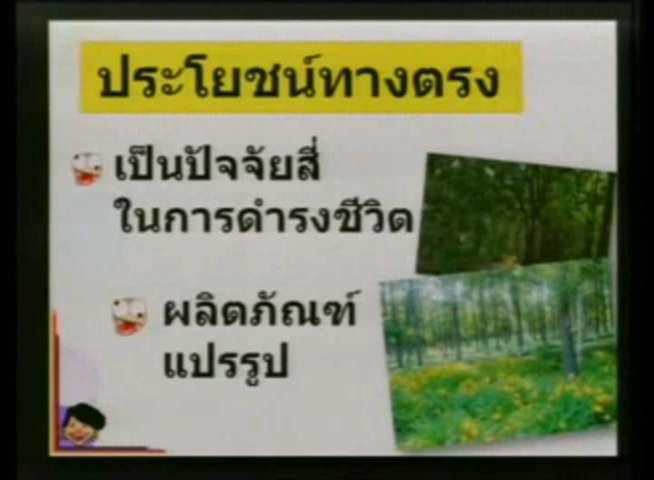 ประโยชน์ทางตรง
เป็นปัจจัยสี่
ในการดำรงชีวิต
ผลิตภัณฑ์
แปรรูป